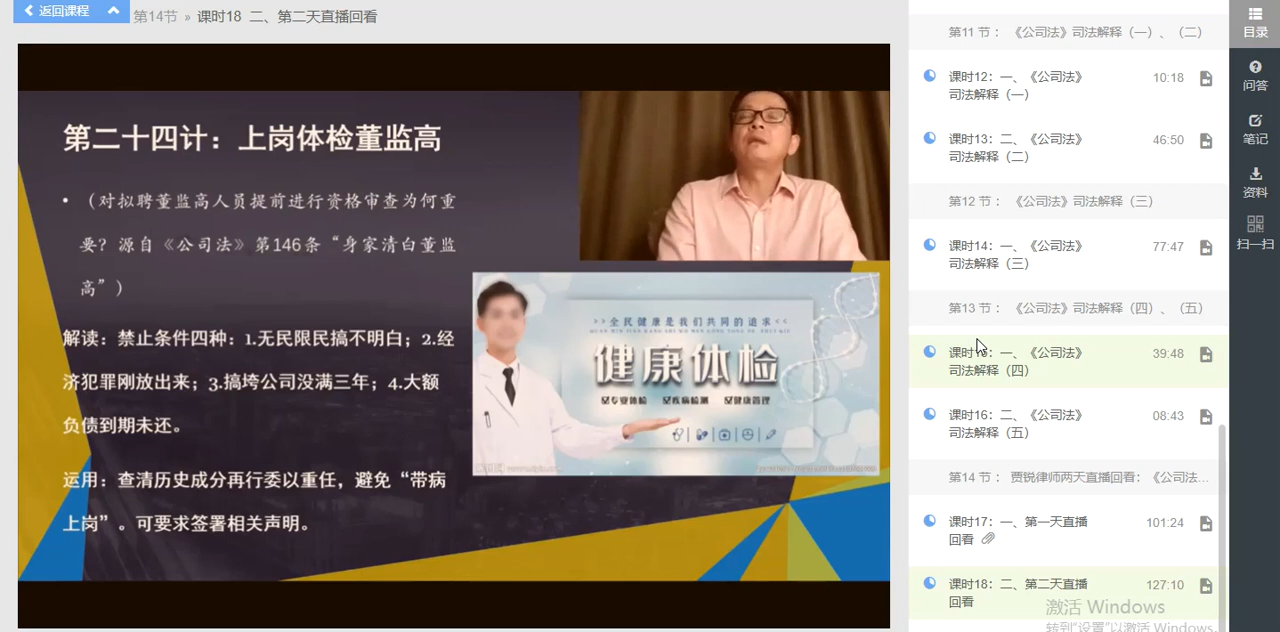 返回课程
第14节 » 课时18 二、第二天直播回看
第二十四计：上岗体检董监高
• （对拟聘董监高人员提前进行资格审查为何重
要？源自《公司法》第146条“身家清白董监
高”）
解读：禁止条件四种：1.无民限民搞不明白；2.经
济犯罪刚放出来；3.搞垮公司没满三年；4.大额
负债到期未还。
运用：查清历史成分再行委以重任，避免“带病
上岗”。可要求签署相关声明。
>>全民健康是我们共同的追求<<
健康体检
☑专业体检 ☑疾病检测 ☑健康管理
第11 节： 《公司法》司法解释（一）、（二）
课时12：一、《公司法》
司法解释（一）
10:18
课时13：二、《公司法》
司法解释（二）
46:50
第12 节： 《公司法》司法解释（三）
课时14：一、《公司法》
司法解释（三）
77:47
第13 节： 《公司法》司法解释（四）、（五）
课时15：一、《公司法》
司法解释（四）
39:48
课时16：二、《公司法》
司法解释（五）
08:43
第14 节： 贾锐律师两天直播回看：《公司法...
课时17：一、第一天直播
回看
101:24
课时18：二、第二天直播
回看
127:10
激活 Windows
转到“设置”以激活 Windows。
目录
问答
笔记
资料
扫一扫